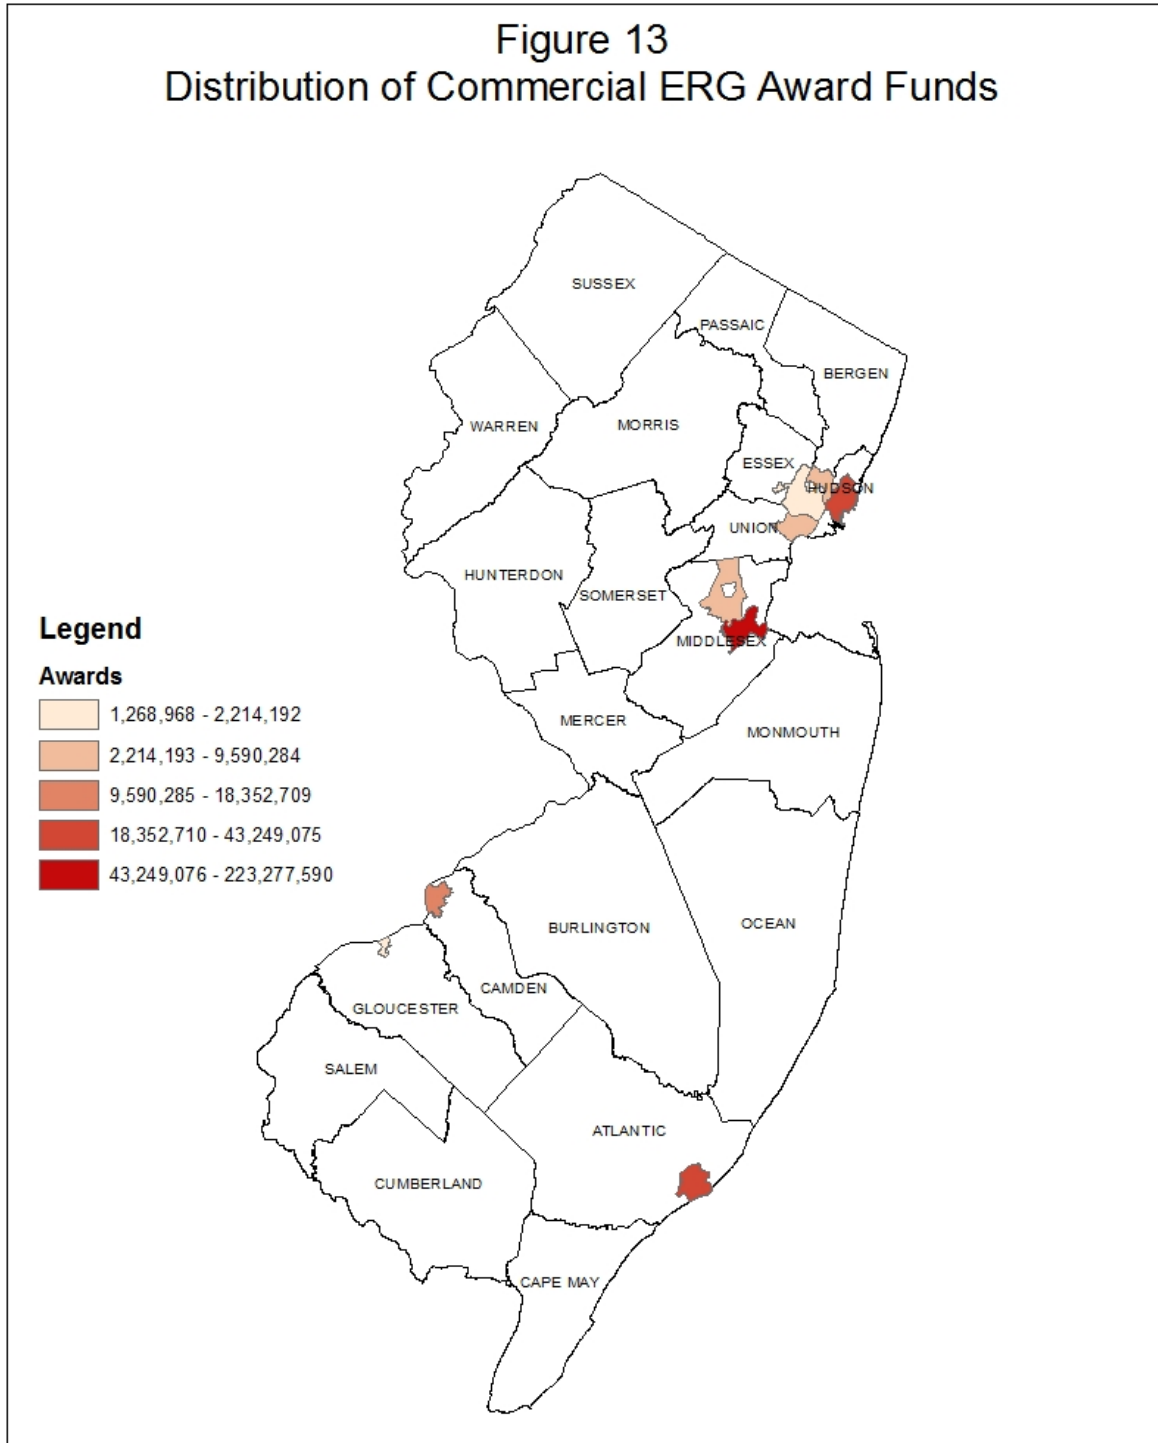 Figure 13
Distribution of Commercial ERG Award Funds
SUSSEX
PASSAIC
BERGEN
WARREN
MORRIS
ESSEX
HUDSON
UNION
HUNTERDON
SOMERSET
MIDDLESEX
MERCER
MONMOUTH
Legend
Awards
1,268,968 - 2,214,192
2,214,193 - 9,590,284
9,590,285 - 18,352,709
18,352,710 - 43,249,075
43,249,076 - 223,277,590
BURLINGTON
OCEAN
CAMDEN
GLOUCESTER
SALEM
ATLANTIC
CUMBERLAND
CAPE MAY